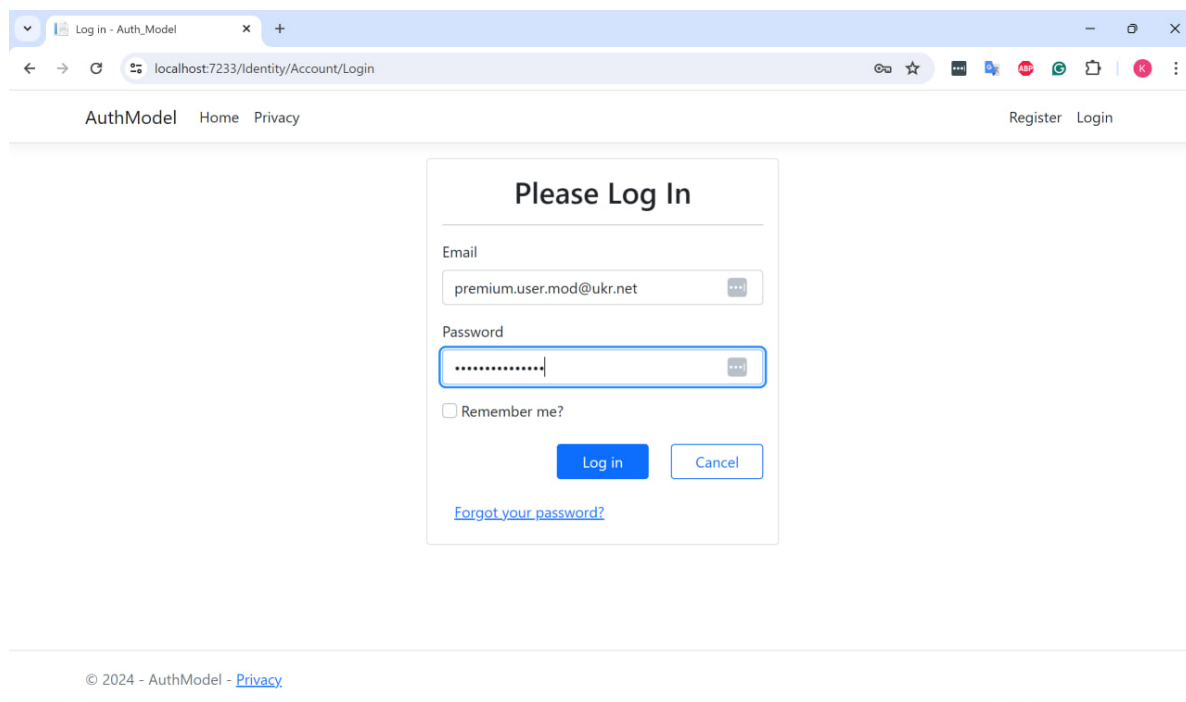 Log in - Auth_Model
localhost:7233/Identity/Account/Login
ABP
K
AuthModel Home Privacy Register Login
Please Log In
Email
premium.user.mod@ukr.net
Password
•••••••••••••••
Remember me?
Log in Cancel
Forgot your password?
© 2024 - AuthModel - Privacy